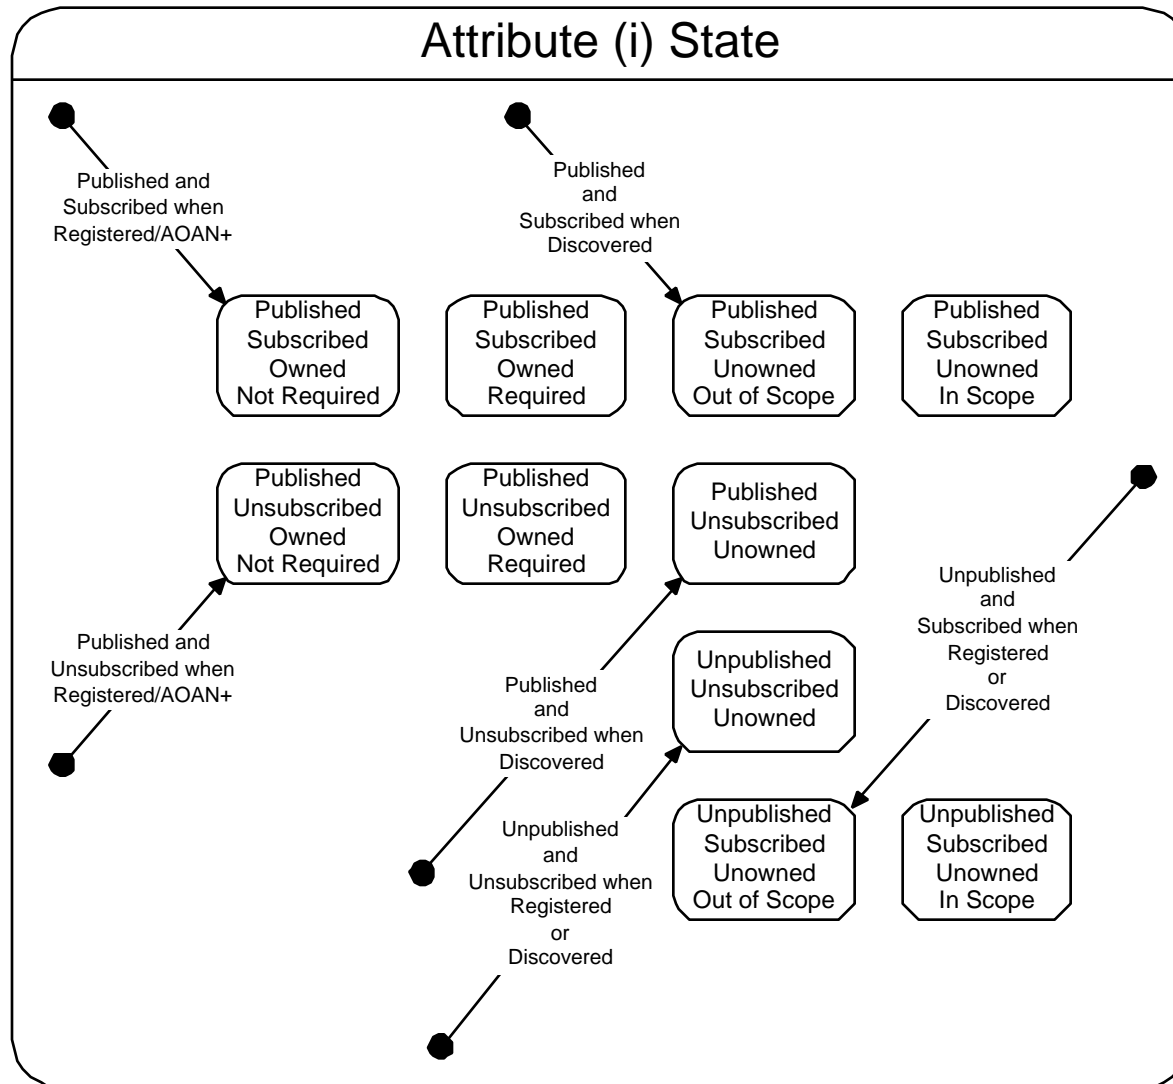 Attribute (i) State
Published and
Subscribed when
Registered/AOAN+
Published
and
Subscribed when
Discovered
Published
Subscribed
Owned
Not Required
Published
Subscribed
Owned
Required
Published
Subscribed
Unowned
Out of Scope
Published
Subscribed
Unowned
In Scope
Published
Unsubscribed
Owned
Not Required
Published
Unsubscribed
Owned
Required
Published
Unsubscribed
Unowned
Unpublished
and
Subscribed when
Registered
or
Discovered
Published and
Unsubscribed when
Registered/AOAN+
Published
and
Unsubscribed when
Discovered
Unpublished
Unsubscribed
Unowned
Unpublished
and
Unsubscribed when
Registered
or
Discovered
Unpublished
Subscribed
Unowned
Out of Scope
Unpublished
Subscribed
Unowned
In Scope